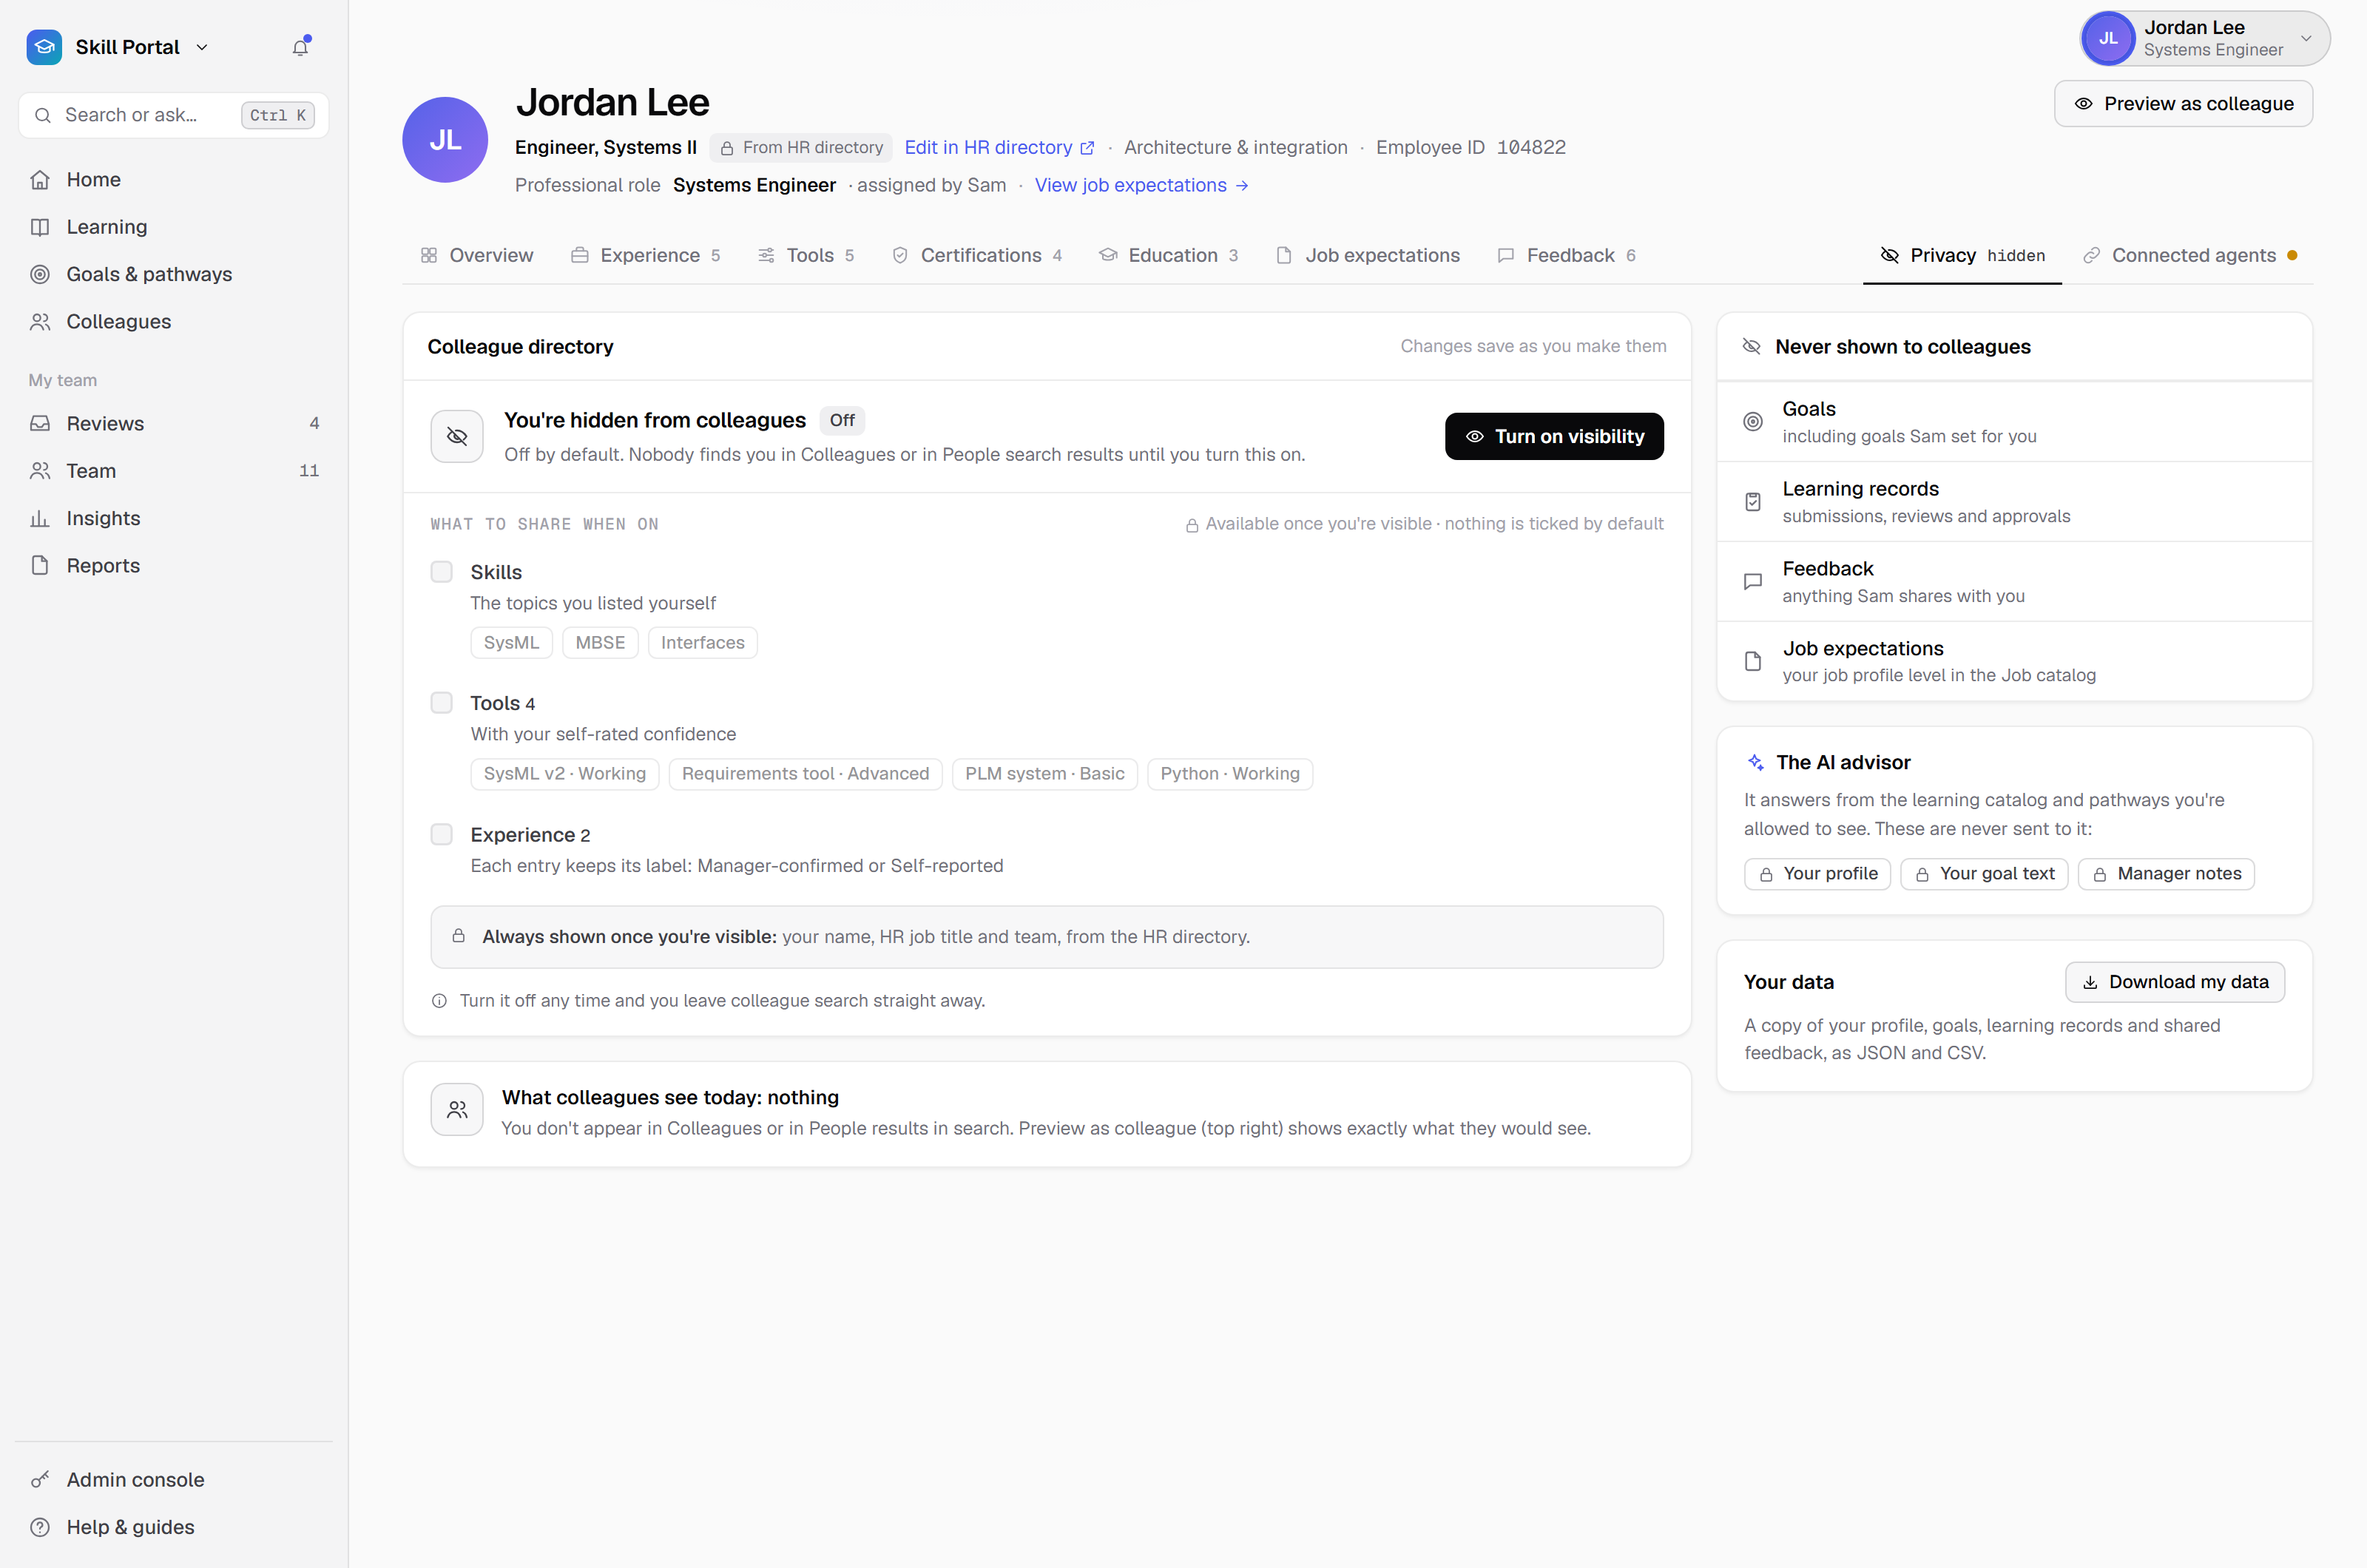 Skill Portal
Search or ask...
Ctrl K
Home
Learning
Goals & pathways
Colleagues
My team
Reviews 4
Team 11
Insights
Reports
Admin console
Help & guides
JL
Jordan Lee
Systems Engineer
Preview as colleague
JL
Jordan Lee
Engineer, Systems II From HR directory Edit in HR directory · Architecture & integration · Employee ID 104822
Professional role Systems Engineer · assigned by Sam · View job expectations →
Overview Experience 5 Tools 5 Certifications 4 Education 3 Job expectations Feedback 6 Privacy hidden Connected agents
Colleague directory Changes save as you make them
You're hidden from colleagues Off
Off by default. Nobody finds you in Colleagues or in People search results until you turn this on.
Turn on visibility
WHAT TO SHARE WHEN ON Available once you're visible · nothing is ticked by default
Skills
The topics you listed yourself
SysML MBSE Interfaces
Tools 4
With your self-rated confidence
SysML v2 · Working Requirements tool · Advanced PLM system · Basic Python · Working
Experience 2
Each entry keeps its label: Manager-confirmed or Self-reported
Always shown once you're visible: your name, HR job title and team, from the HR directory.
Turn it off any time and you leave colleague search straight away.
What colleagues see today: nothing
You don't appear in Colleagues or in People results in search. Preview as colleague (top right) shows exactly what they would see.
Never shown to colleagues
Goals
including goals Sam set for you
Learning records
submissions, reviews and approvals
Feedback
anything Sam shares with you
Job expectations
your job profile level in the Job catalog
The AI advisor
It answers from the learning catalog and pathways you're
allowed to see. These are never sent to it:
Your profile Your goal text Manager notes
Your data
Download my data
A copy of your profile, goals, learning records and shared
feedback, as JSON and CSV.